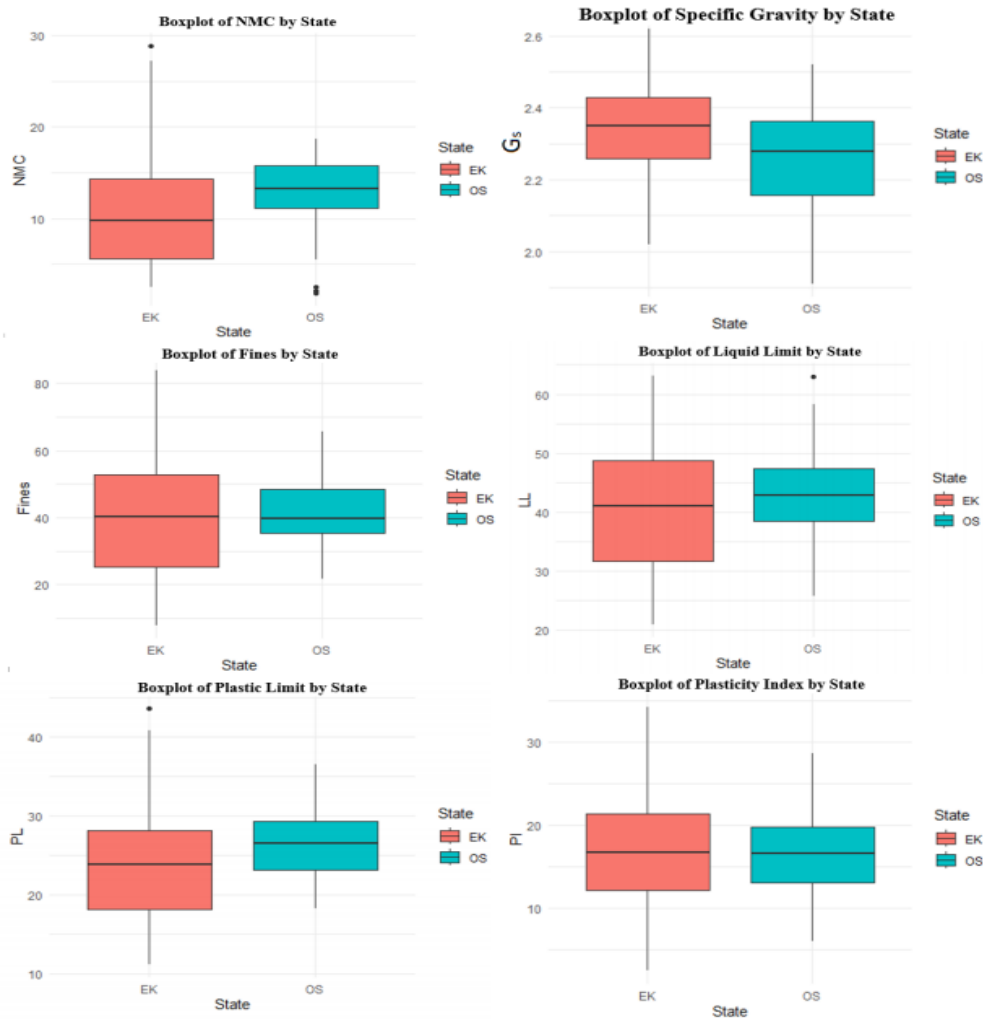 Boxplot of NMC by State
30
20
10
NMC
EK
OS
State
State
EK
OS
Boxplot of Specific Gravity by State
2.6
2.4
2.2
2.0
Gs
EK
OS
State
State
EK
OS
Boxplot of Fines by State
80
60
40
20
Fines
EK
OS
State
State
EK
OS
Boxplot of Liquid Limit by State
60
50
40
30
20
LL
EK
OS
State
State
EK
OS
Boxplot of Plastic Limit by State
40
30
20
10
PL
EK
OS
State
State
EK
OS
Boxplot of Plasticity Index by State
30
20
10
PI
EK
OS
State
State
EK
OS